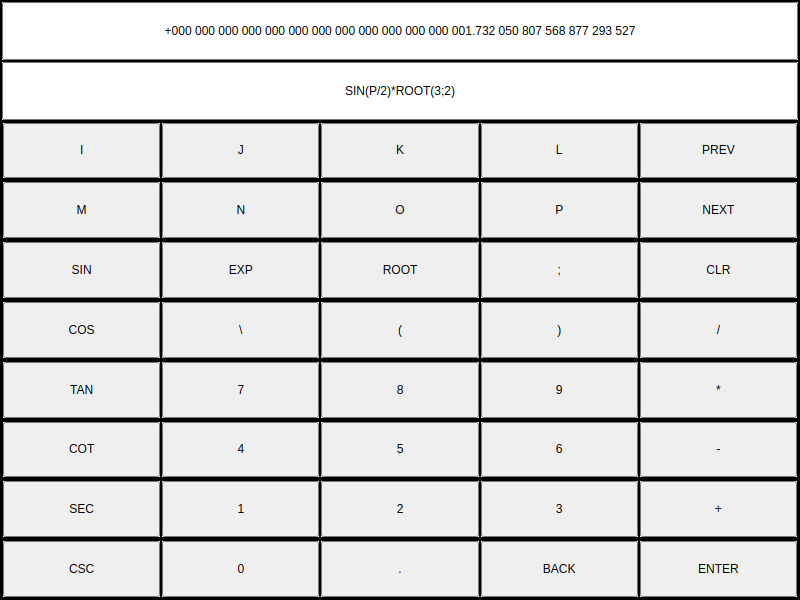 +000 000 000 000 000 000 000 000 000 000 000 000 001.732 050 807 568 877 293 527
SIN(P/2)*ROOT(3;2)
I J K L PREV
M N O P NEXT
SIN EXP ROOT ; CLR
COS \ ( ) /
TAN 7 8 9 *
COT 4 5 6 -
SEC 1 2 3 +
CSC 0 . BACK ENTER